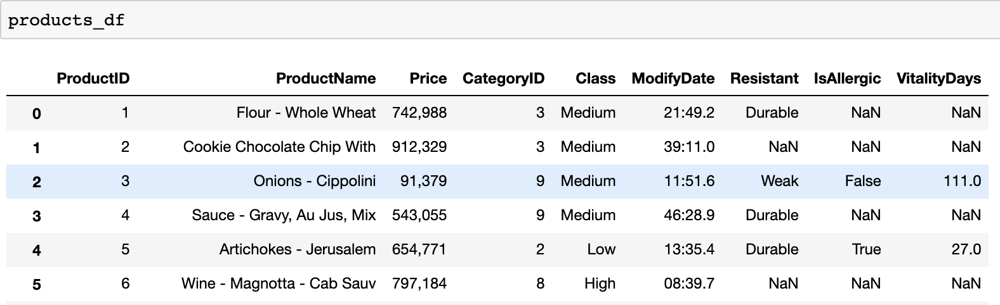 products_df
ProductID ProductName Price CategoryID Class ModifyDate Resistant IsAllergic VitalityDays
0 1 Flour - Whole Wheat 742,988 3 Medium 21:49.2 Durable NaN NaN
1 2 Cookie Chocolate Chip With 912,329 3 Medium 39:11.0 NaN NaN NaN
2 3 Onions - Cippolini 91,379 9 Medium 11:51.6 Weak False 111.0
3 4 Sauce - Gravy, Au Jus, Mix 543,055 9 Medium 46:28.9 Durable NaN NaN
4 5 Artichokes - Jerusalem 654,771 2 Low 13:35.4 Durable True 27.0
5 6 Wine - Magnotta - Cab Sauv 797,184 8 High 08:39.7 NaN NaN NaN